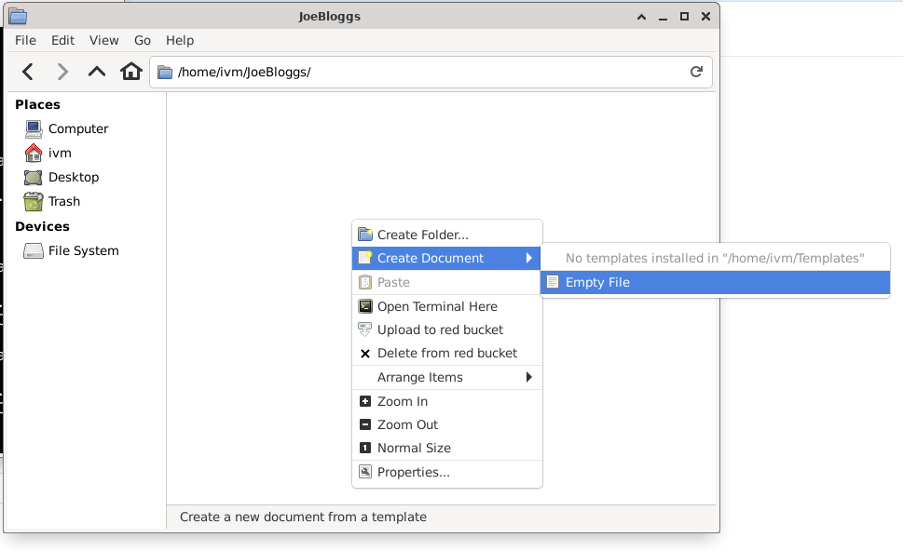 JoeBloggs
File Edit View Go Help
/home/ivm/JoeBloggs/
Places
Computer
ivm
Desktop
Trash
Devices
File System
Create Folder...
Create Document
No templates installed in "/home/ivm/Templates"
Empty File
Paste
Open Terminal Here
Upload to red bucket
Delete from red bucket
Arrange Items
Zoom In
Zoom Out
Normal Size
Properties...
Create a new document from a template